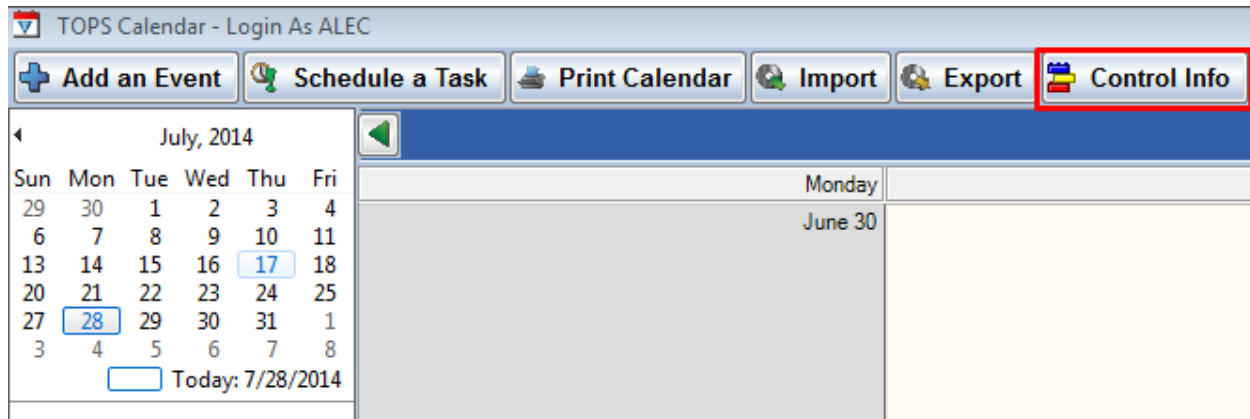 TOPS Calendar - Login As ALEC
Add an Event Schedule a Task Print Calendar Import Export Control Info
July, 2014
Sun Mon Tue Wed Thu Fri
29 30 1 2 3 4
6 7 8 9 10 11
13 14 15 16 17 18
20 21 22 23 24 25
27 28 29 30 31 1
3 4 5 6 7 8
Today: 7/28/2014
Monday
June 30